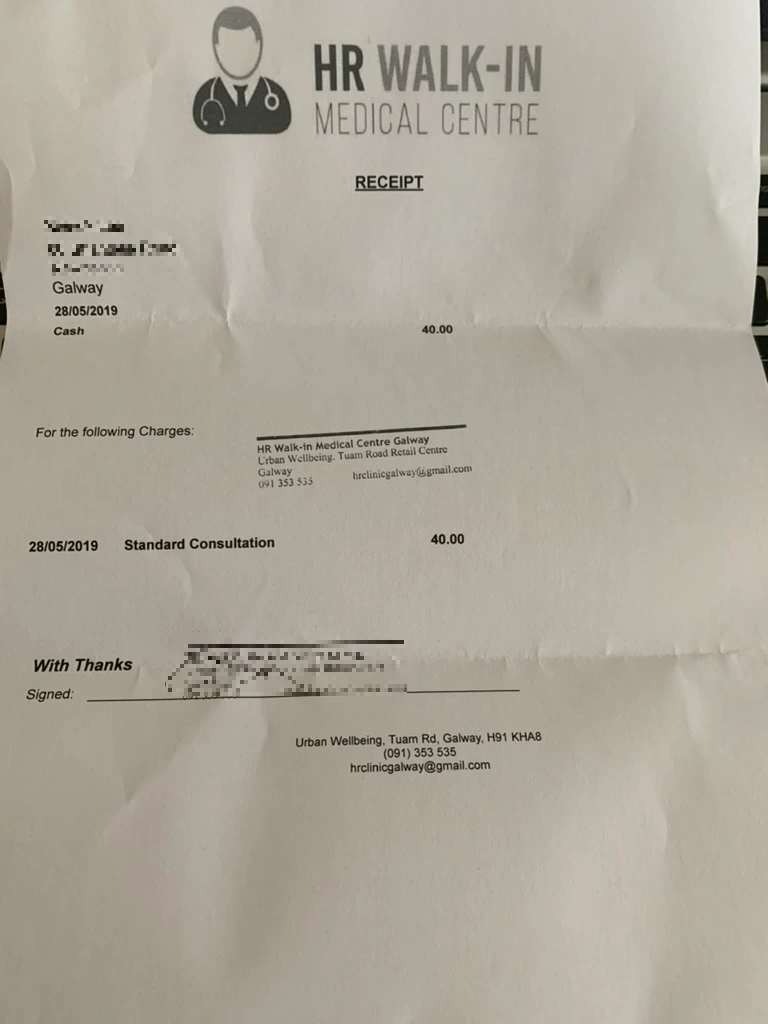 HR WALK-IN
MEDICAL CENTRE
RECEIPT
Galway
28/05/2019
Cash 40.00
For the following Charges:
HR Walk-in Medical Centre Galway
Urban Wellbeing. Tuam Road Retail Centre
Galway
091 353 535 hrclinicgalway@gmail.com
28/05/2019 Standard Consultation 40.00
With Thanks
Signed:
Urban Wellbeing, Tuam Rd, Galway, H91 KHA8
(091) 353 535
hrclinicgalway@gmail.com